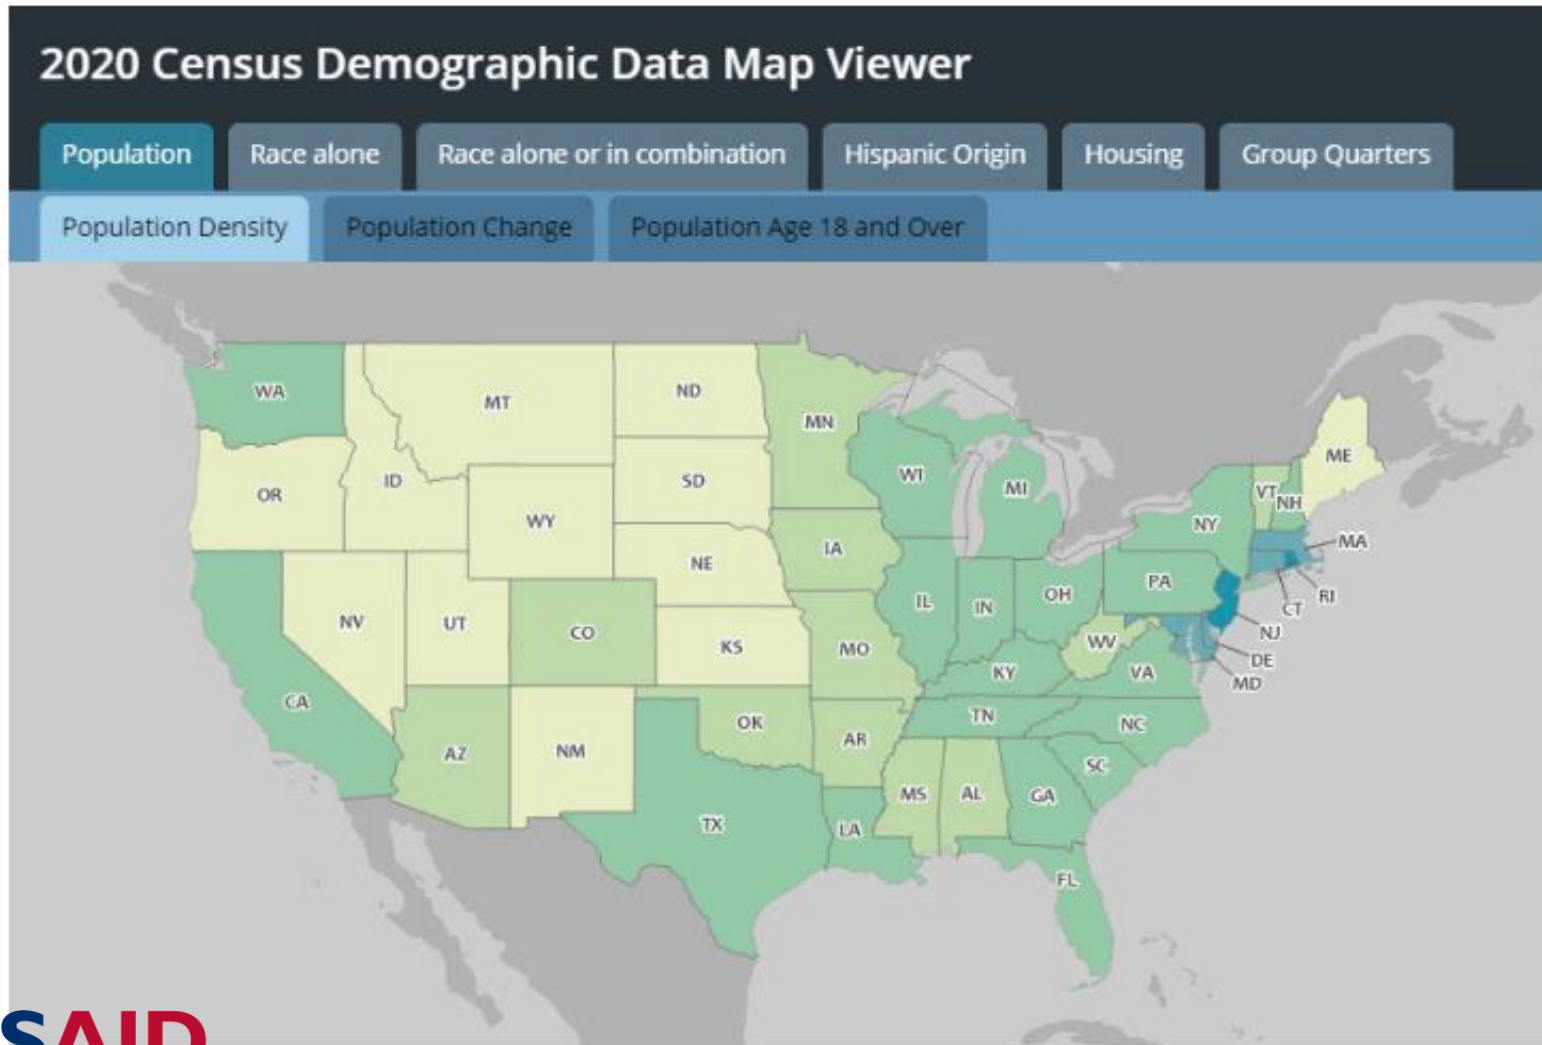 2020 Census Demographic Data Map Viewer
Population Race alone Race alone or in combination Hispanic Origin Housing Group Quarters
Population Density Population Change Population Age 18 and Over
WA
MT
ND
MN
OR
ID
WY
SD
WI
MI
ME
VT
NH
NY
MA
NV
UT
CO
NE
IA
IL
IN
OH
PA
RI
CT
NJ
DE
MD
CA
KS
MO
KY
WV
VA
AZ
NM
OK
AR
TN
NC
SC
TX
LA
MS
AL
GA
FL
SAID